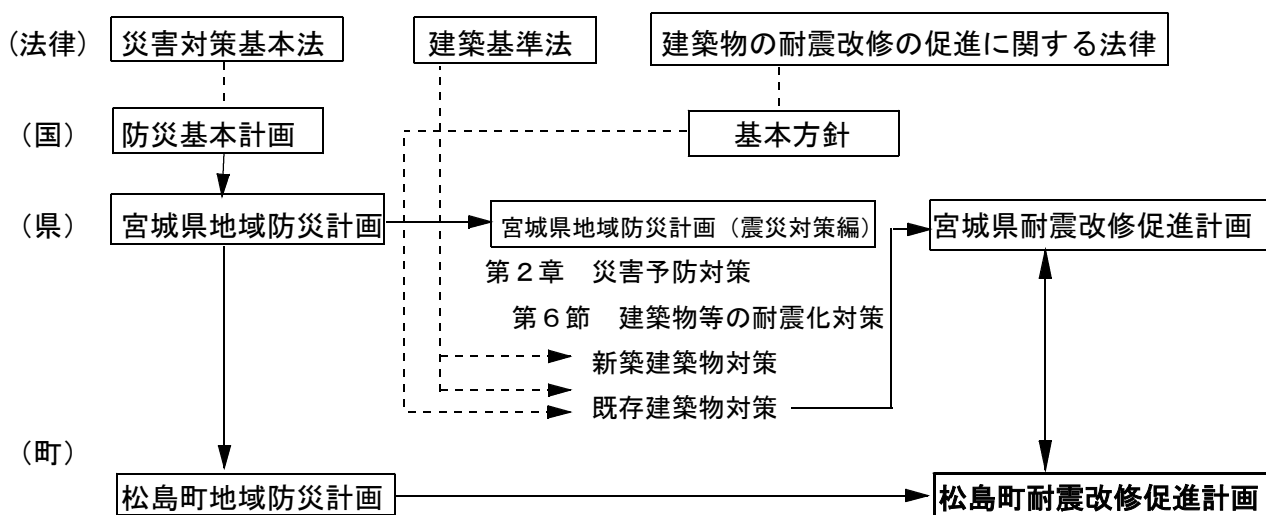 (法律) 災害対策基本法 建築基準法 建築物の耐震改修の促進に関する法律
(国) 防災基本計画 基本方針
(県) 宮城県地域防災計画 宮城県地域防災計画(震災対策編) 宮城県耐震改修促進計画
第2章 災害予防対策
第6節 建築物等の耐震化対策
新築建築物対策
既存建築物対策
(町)
松島町地域防災計画 松島町耐震改修促進計画